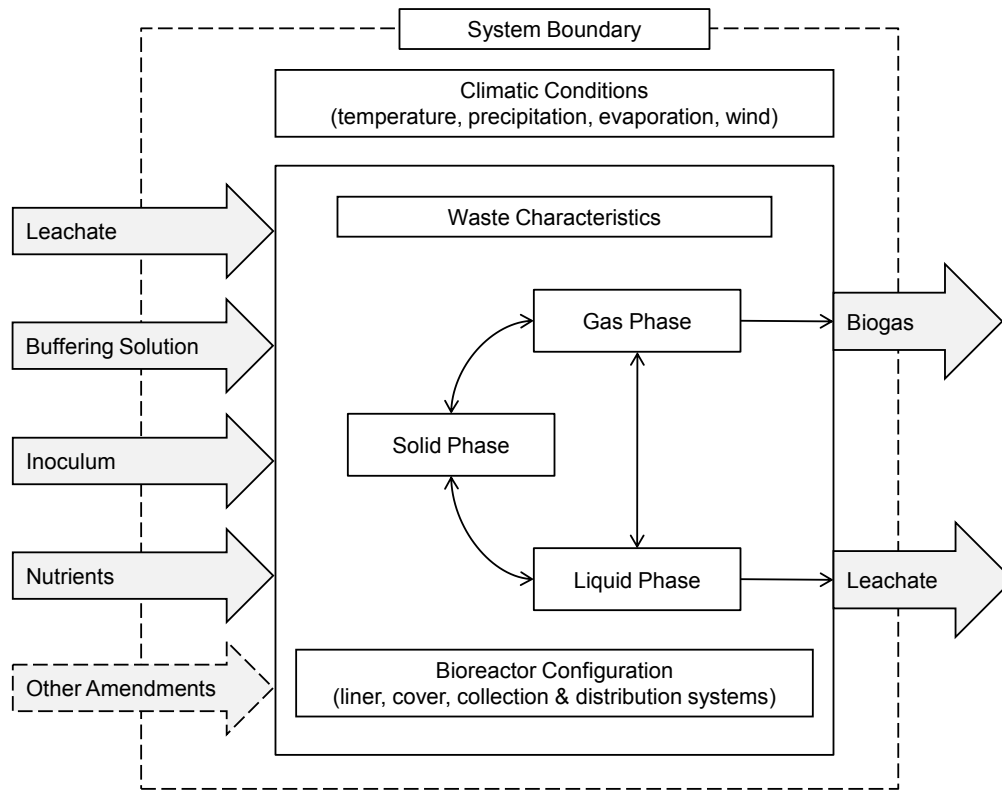 System Boundary
Climatic Conditions
(temperature, precipitation, evaporation, wind)
Waste Characteristics
Leachate
Buffering Solution
Inoculum
Nutrients
Other Amendments
Gas Phase
Solid Phase
Liquid Phase
Biogas
Leachate
Bioreactor Configuration
(liner, cover, collection & distribution systems)